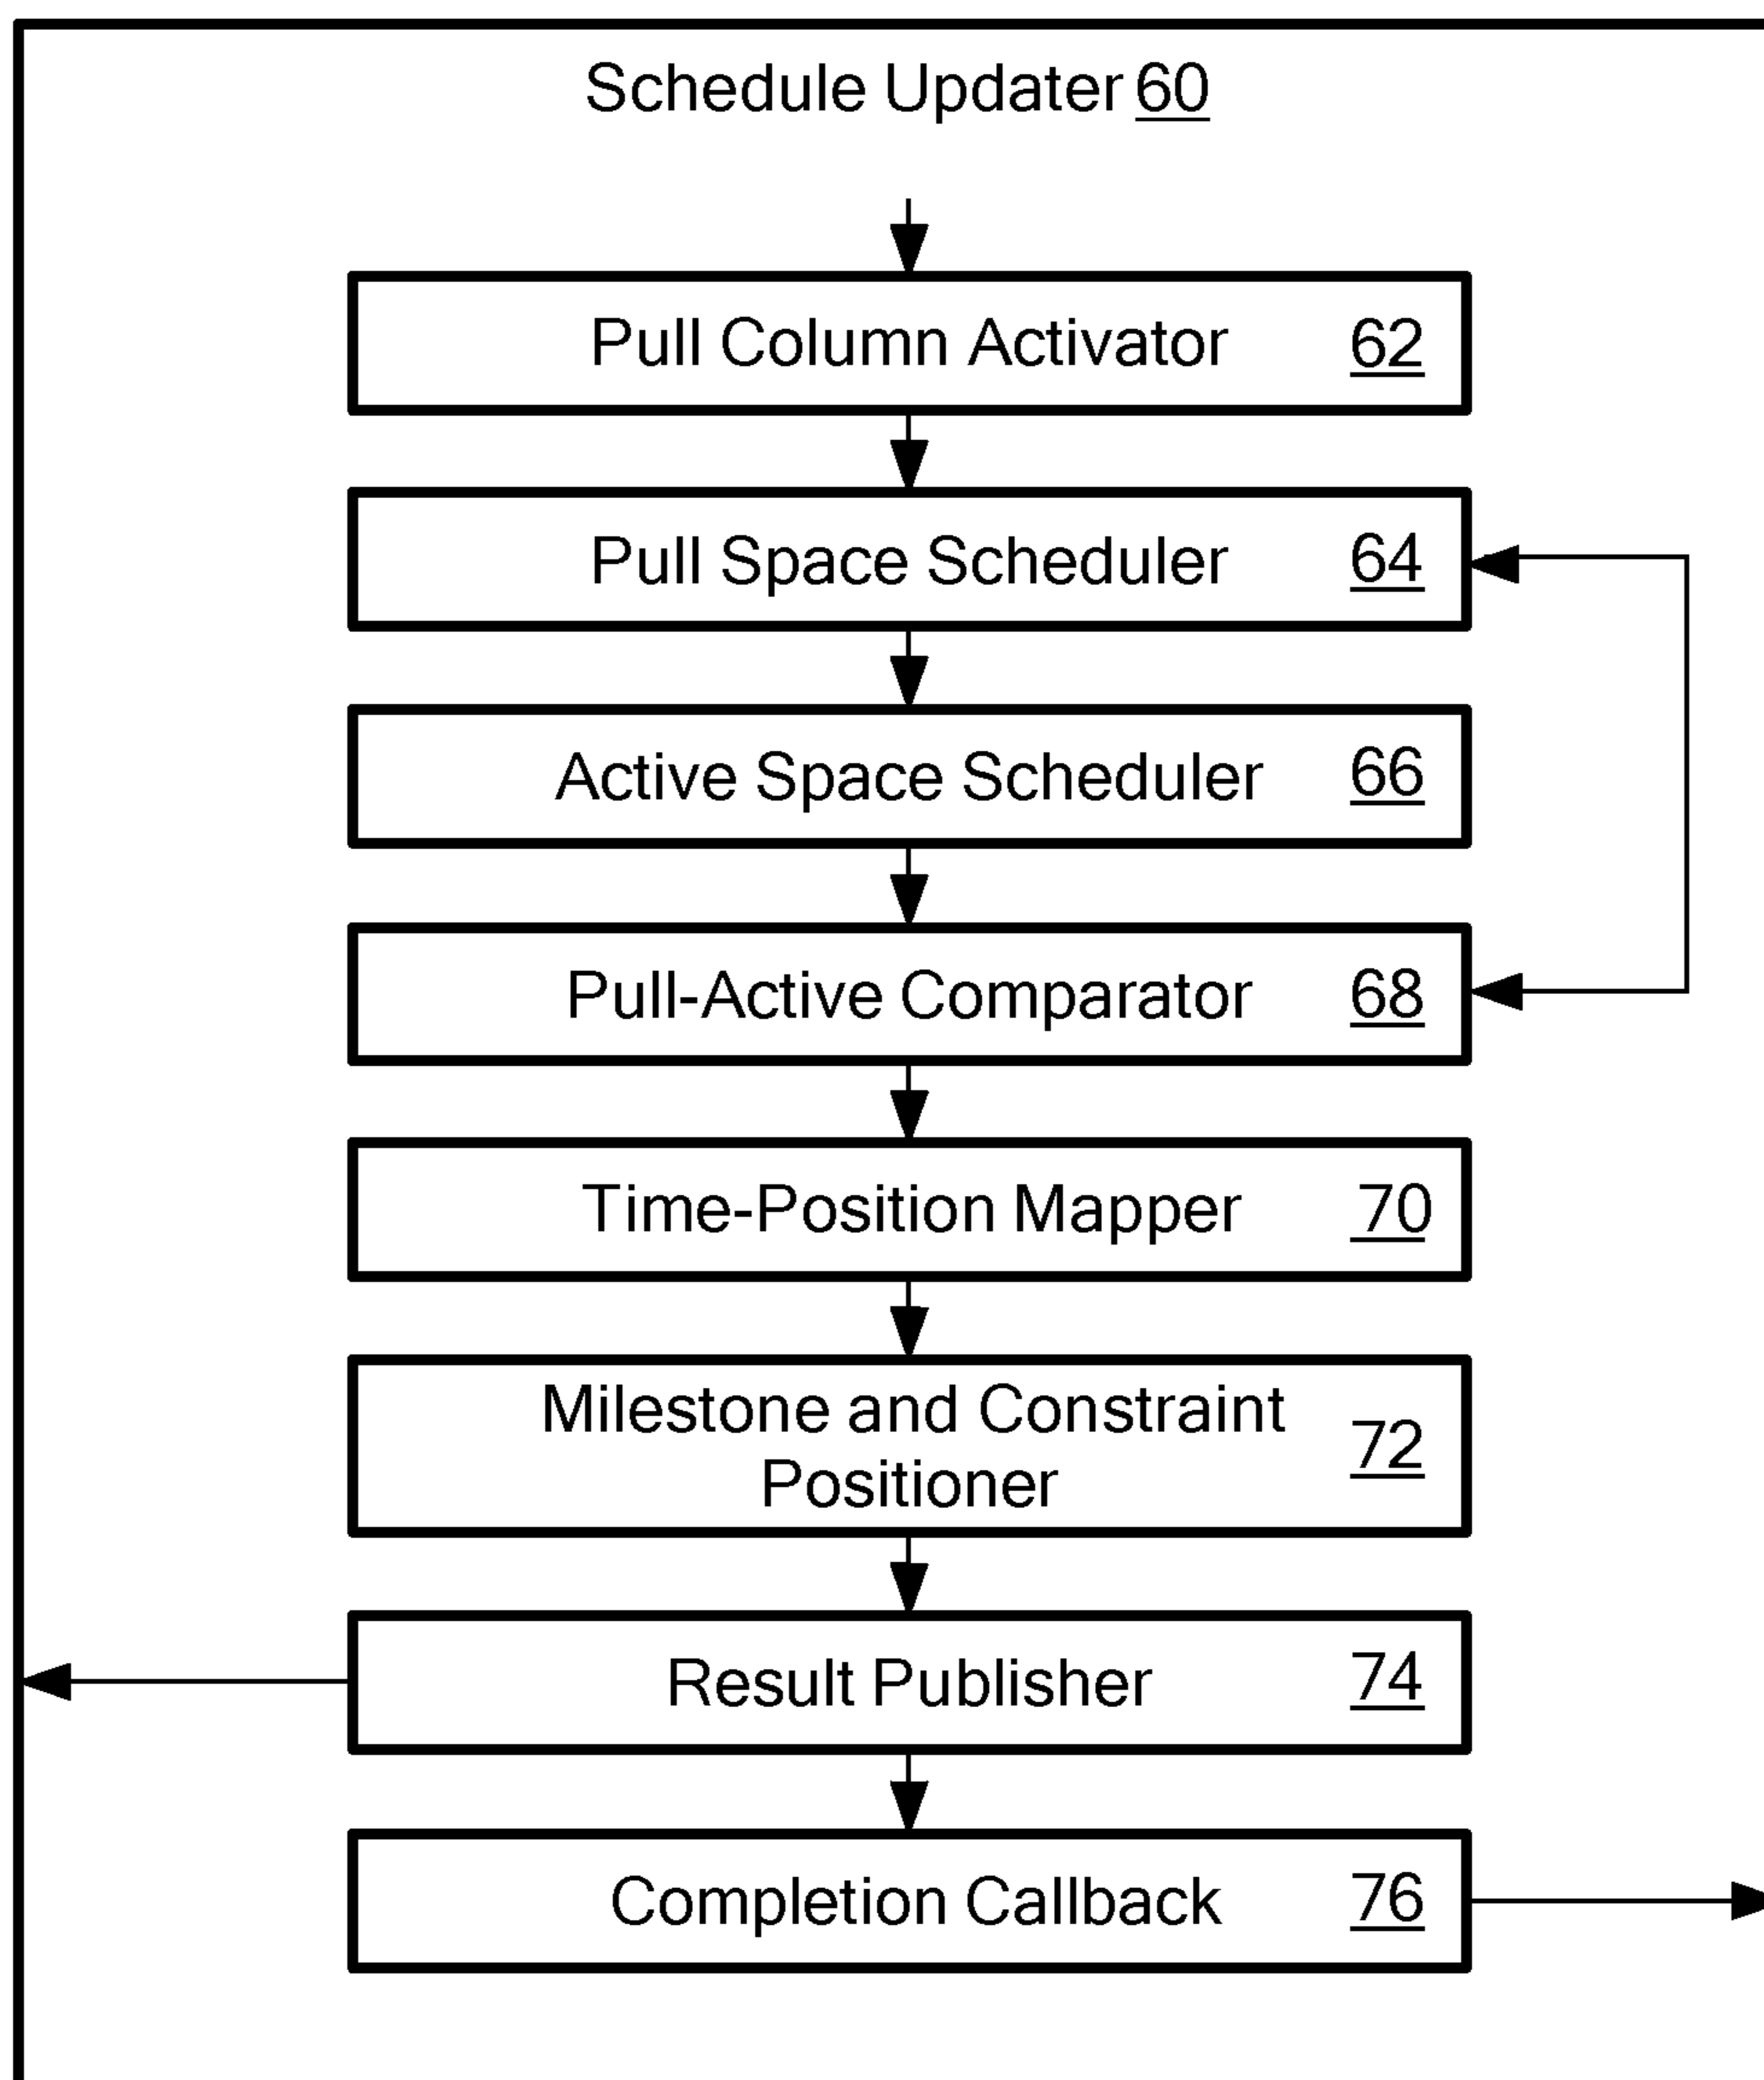 Schedule Updater 60
Pull Column Activator 62
Pull Space Scheduler 64
Active Space Scheduler 66
Pull-Active Comparator 68
Time-Position Mapper 70
Milestone and Constraint
Positioner 72
Result Publisher 74
Completion Callback 76